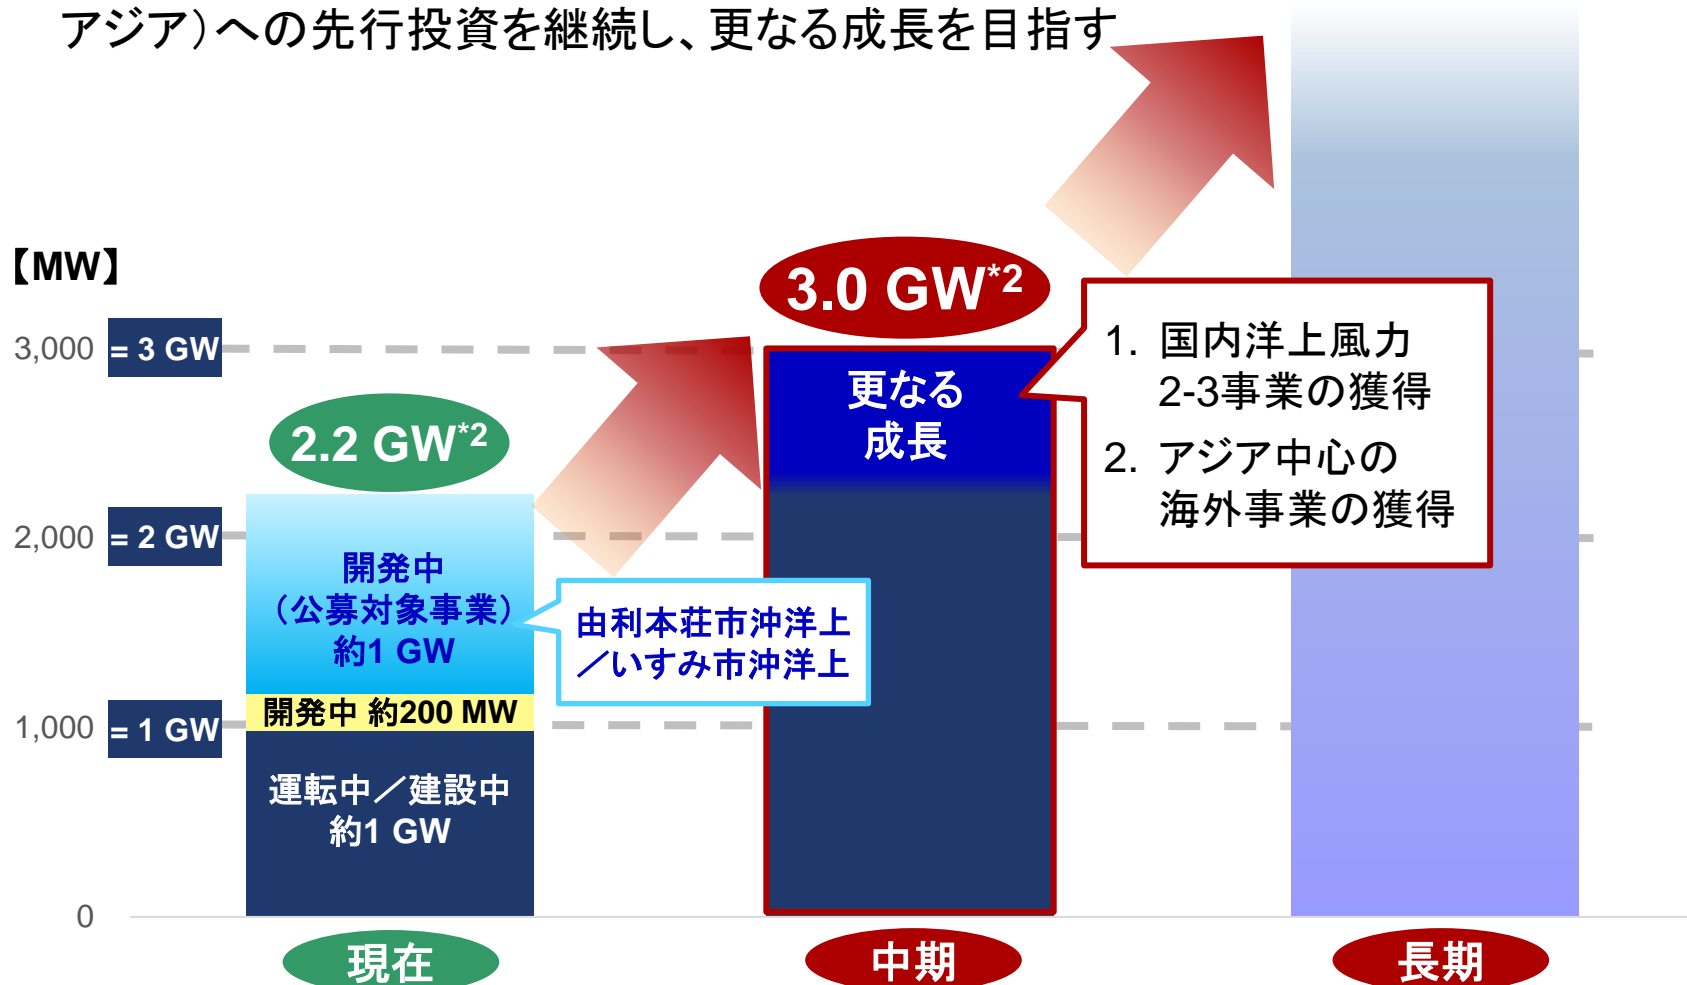 アジア）への先行投資を継続し、更なる成長を目指す
【MW】
3,000
= 3 GW
2,000
= 2 GW
1,000
= 1 GW
0
2.2 GW*2
開発中
（公募対象事業）
約1 GW
開発中 約200 MW
運転中／建設中
約1 GW
由利本荘市沖洋上
／いすみ市沖洋上
3.0 GW*2
更なる
成長
1. 国内洋上風力
2-3事業の獲得
2. アジア中心の
海外事業の獲得
現在
中期
長期